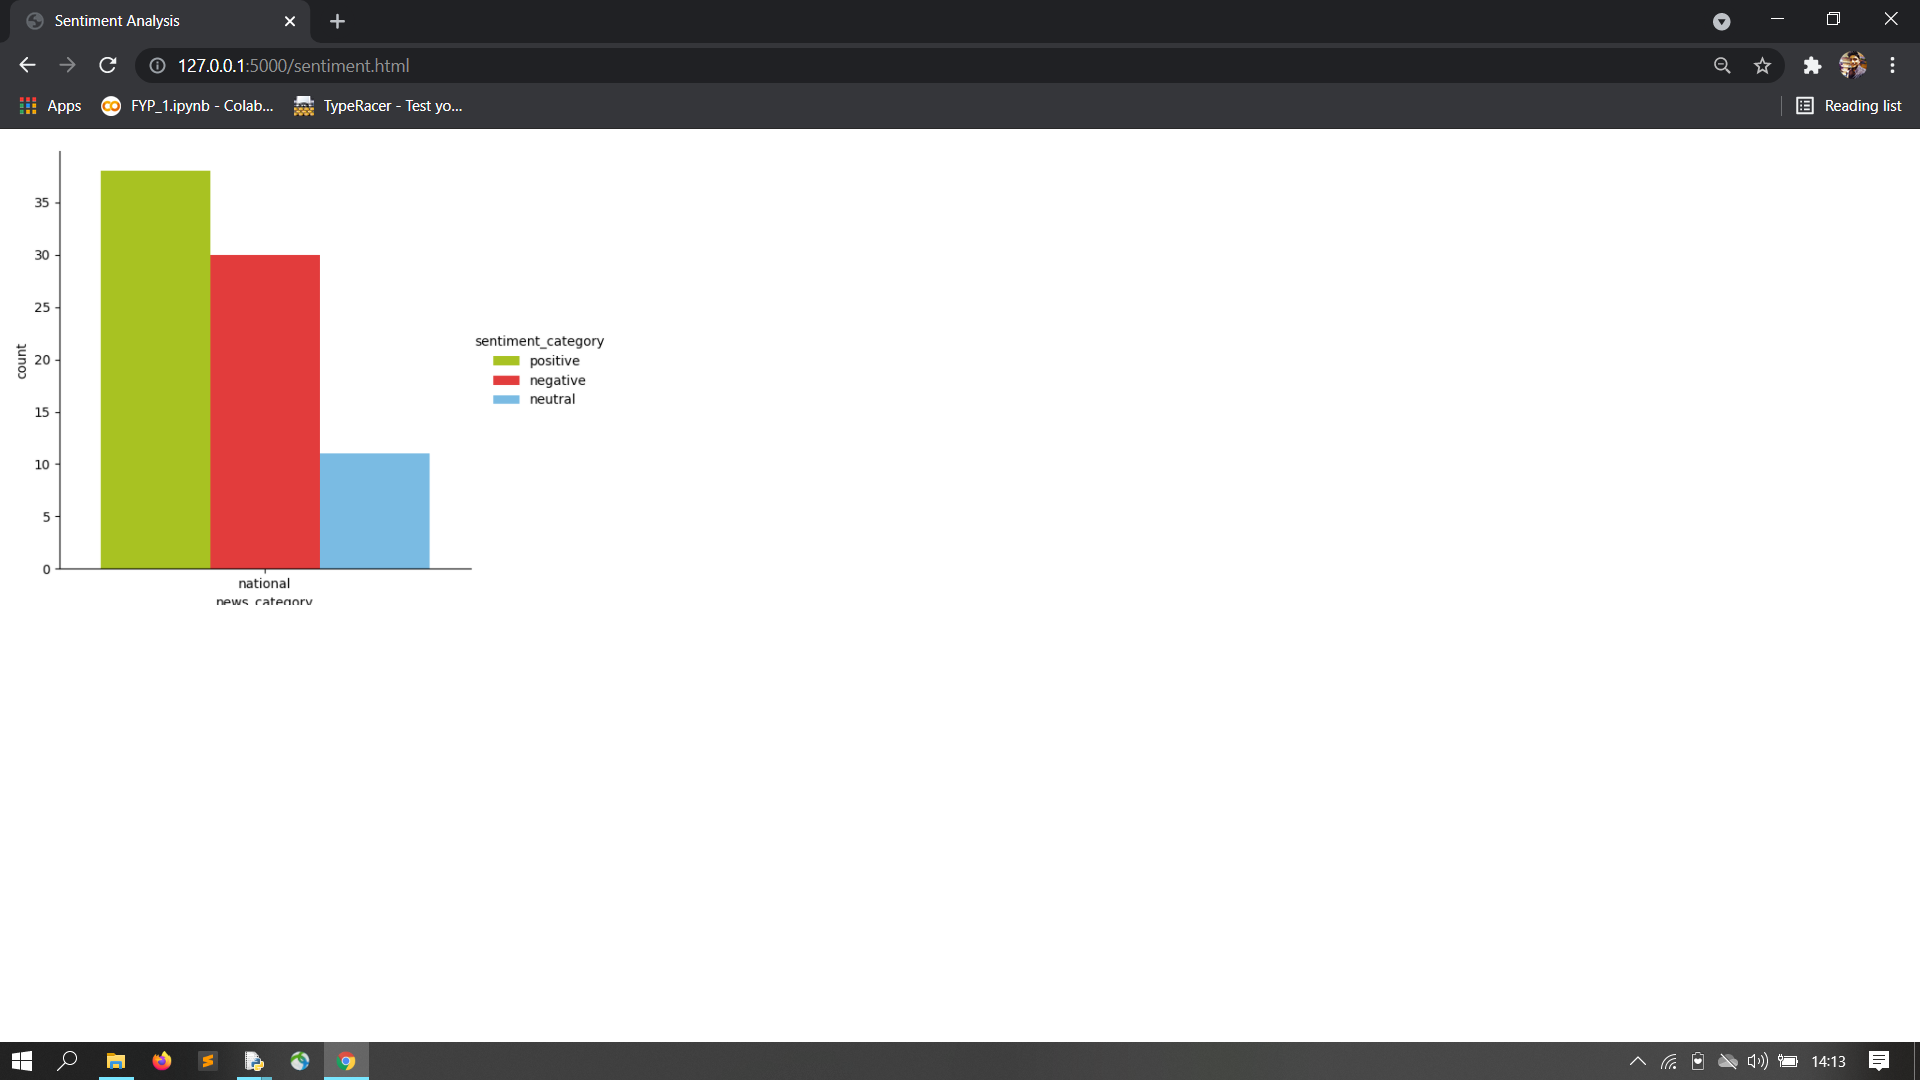 Sentiment Analysis
127.0.0.1:5000/sentiment.html
Apps
FYP_1.ipynb - Colab...
TypeRacer - Test yo...
Reading list
35
30
25
20
15
10
5
0
count
sentiment_category
positive
negative
neutral
national
news_category
14:13